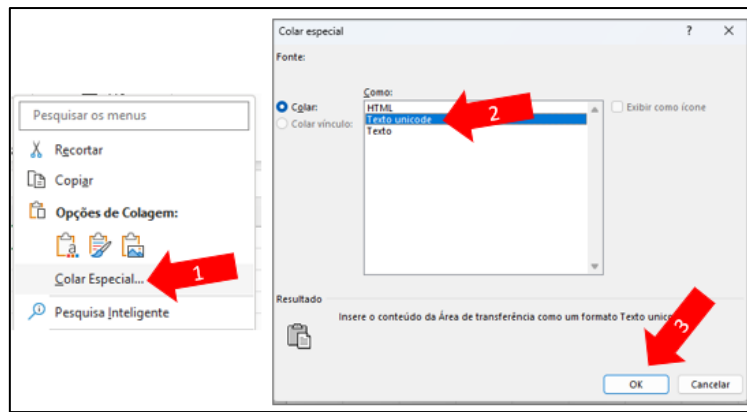 Pesquisar os menus
Recortar
Copiar
Opções de Colagem:
Colar Especial...
1
Pesquisa Inteligente
Colar especial
?
Fonte:
Como:
Colar:
Colar vínculo:
HTML
Texto unicode
Texto
2
Exibir como ícone
Resultado
Insere o conteúdo da Área de transferência como um formato Texto
3
OK
Cancelar